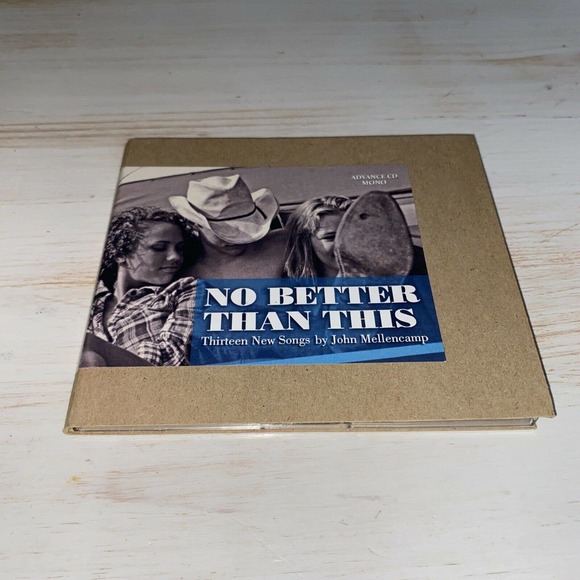 ADVANCE CD
MONO
NO BETTER
THAN THIS
Thirteen New Songs by John Mellencamp